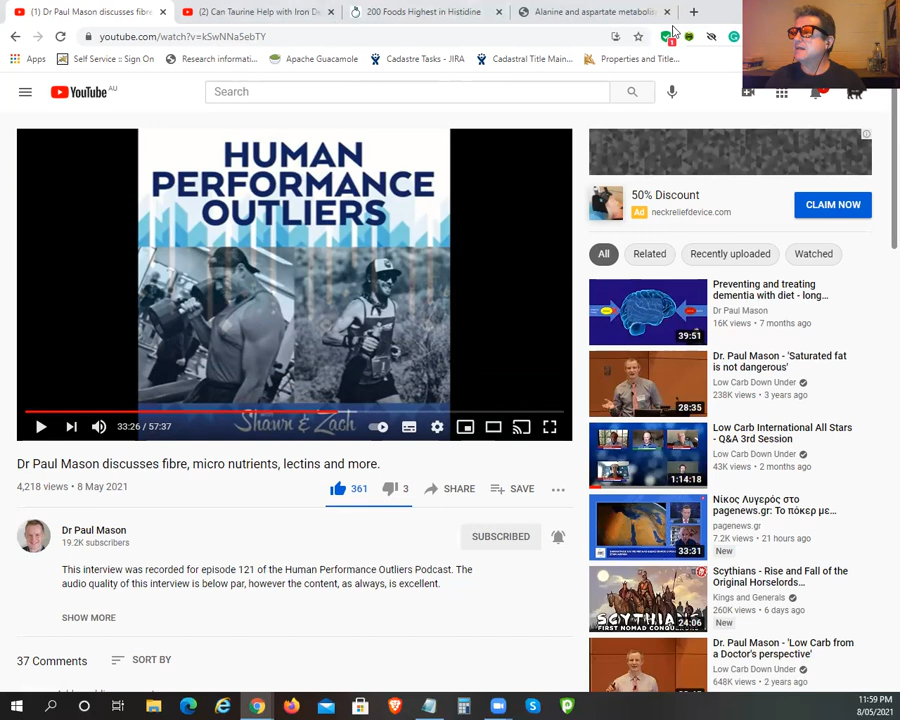 (1) Dr Paul Mason discusses fibre
(2) Can Taurine Help with Iron De
200 Foods Highest in Histidine
Alanine and aspartate metabolis
youtube.com/watch?v=kSwNNa5ebTY
Apps
Self Service :: Sign On
Research informati...
Apache Guacamole
Cadastre Tasks - JIRA
Cadastral Title Main...
Properties and Title...
YouTube AU
Search
HUMAN
PERFORMANCE
OUTLIERS
Shawn & Zach
33:26 / 57:37
50% Discount
Ad neckreliefdevice.com
CLAIM NOW
All
Related
Recently uploaded
Watched
Preventing and treating
dementia with diet - long...
Dr Paul Mason
16K views • 7 months ago
39:51
Dr. Paul Mason - 'Saturated fat
is not dangerous'
Low Carb Down Under
238K views • 3 years ago
28:35
Low Carb International All Stars
- Q&A 3rd Session
Low Carb Down Under
43K views • 2 months ago
1:14:18
Νίκος Λυγερός στο
pagenews.gr: Το πόκερ με...
pagenews.gr
7.2K views • 21 hours ago
New
33:31
Scythians - Rise and Fall of the
Original Horselords...
Kings and Generals
260K views • 6 days ago
New
SCYTHIANS
FIRST NOMAD CONQUERORS
24:06
Dr. Paul Mason - 'Low Carb from
a Doctor's perspective'
Low Carb Down Under
648K views • 2 years ago
Dr Paul Mason discusses fibre, micro nutrients, lectins and more.
4,218 views • 8 May 2021
361
3
SHARE
SAVE
Dr Paul Mason
19.2K subscribers
SUBSCRIBED
This interview was recorded for episode 121 of the Human Performance Outliers Podcast. The
audio quality of this interview is below par, however the content, as always, is excellent.
SHOW MORE
37 Comments
SORT BY
11:59 PM
8/05/2021